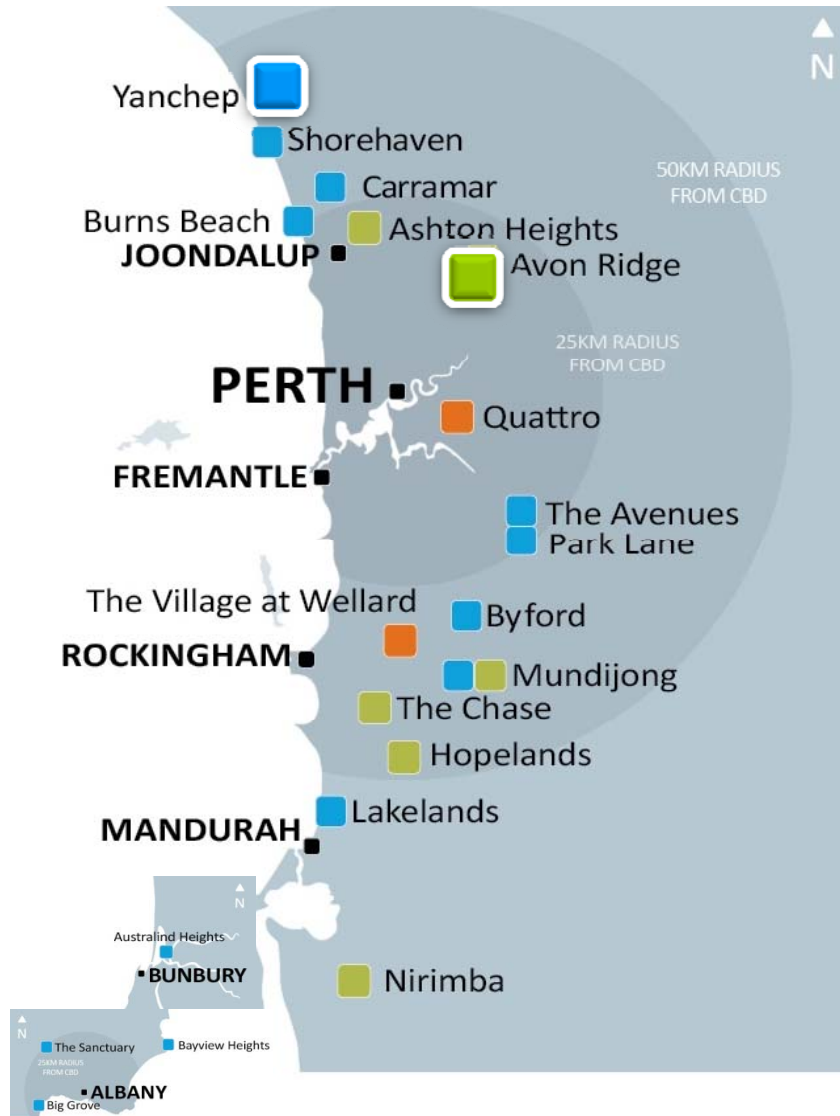 N
Yanchep
Shorehaven
50KM RADIUS
FROM CBD
Carramar
Burns Beach
Ashton Heights
JOONDALUP
Avon Ridge
25KM RADIUS
FROM CBD
PERTH
Quattro
FREMANTLE
The Avenues
Park Lane
The Village at Wellard
Byford
ROCKINGHAM
Mundijong
The Chase
Hopelands
Lakelands
MANDURAH
N
Australind Heights
BUNBURY
Nirimba
N
The Sanctuary
Bayview Heights
25KM RADIUS
FROM CBD
ALBANY
Big Grove